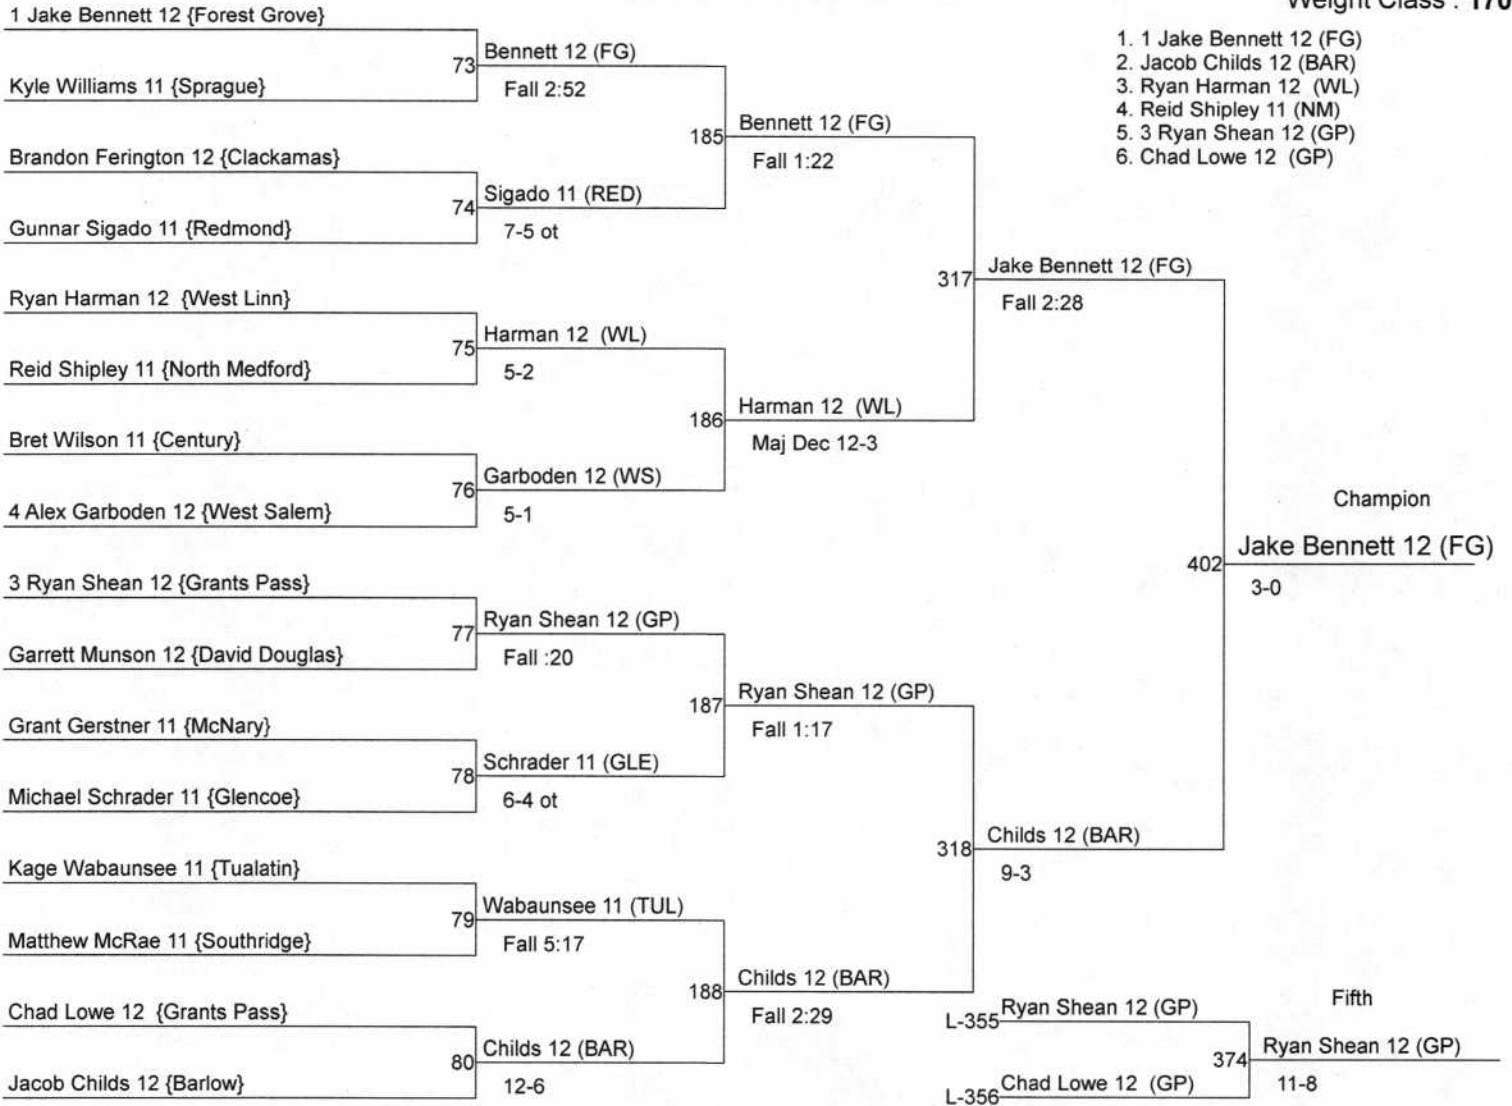 Weight Class : 170
1. 1 Jake Bennett 12 (FG)
2. Jacob Childs 12 (BAR)
3. Ryan Harman 12 (WL)
4. Reid Shipley 11 (NM)
5. 3 Ryan Shean 12 (GP)
6. Chad Lowe 12 (GP)
1 Jake Bennett 12 {Forest Grove}
73
Bennett 12 (FG)
Fall 2:52
Kyle Williams 11 {Sprague}
185
Bennett 12 (FG)
Fall 1:22
Brandon Ferington 12 {Clackamas}
74
Sigado 11 (RED)
7-5 ot
Gunnar Sigado 11 {Redmond}
317
Jake Bennett 12 (FG)
Fall 2:28
Ryan Harman 12 {West Linn}
75
Harman 12 (WL)
5-2
Reid Shipley 11 {North Medford}
186
Harman 12 (WL)
Maj Dec 12-3
Bret Wilson 11 {Century}
76
Garboden 12 (WS)
5-1
4 Alex Garboden 12 {West Salem}
Champion
402
Jake Bennett 12 (FG)
3-0
3 Ryan Shean 12 {Grants Pass}
77
Ryan Shean 12 (GP)
Fall :20
Garrett Munson 12 {David Douglas}
187
Ryan Shean 12 (GP)
Fall 1:17
Grant Gerstner 11 {McNary}
78
Schrader 11 (GLE)
6-4 ot
Michael Schrader 11 {Glencoe}
318
Childs 12 (BAR)
9-3
Kage Wabaunsee 11 {Tualatin}
79
Wabaunsee 11 (TUL)
Fall 5:17
Matthew McRae 11 {Southridge}
188
Childs 12 (BAR)
Fall 2:29
Chad Lowe 12 {Grants Pass}
80
Childs 12 (BAR)
12-6
Jacob Childs 12 {Barlow}
Fifth
L-355
Ryan Shean 12 (GP)
374
Ryan Shean 12 (GP)
11-8
L-356
Chad Lowe 12 (GP)